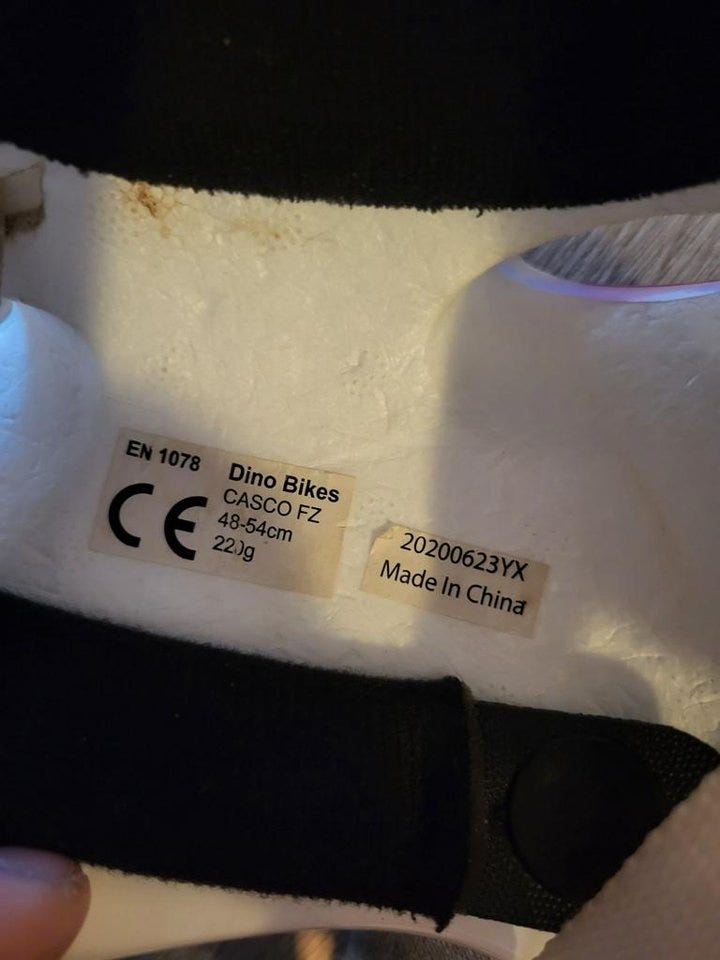 EN 1078
CE
Dino Bikes
CASCO FZ
48-54cm
20200623YX
Made In China